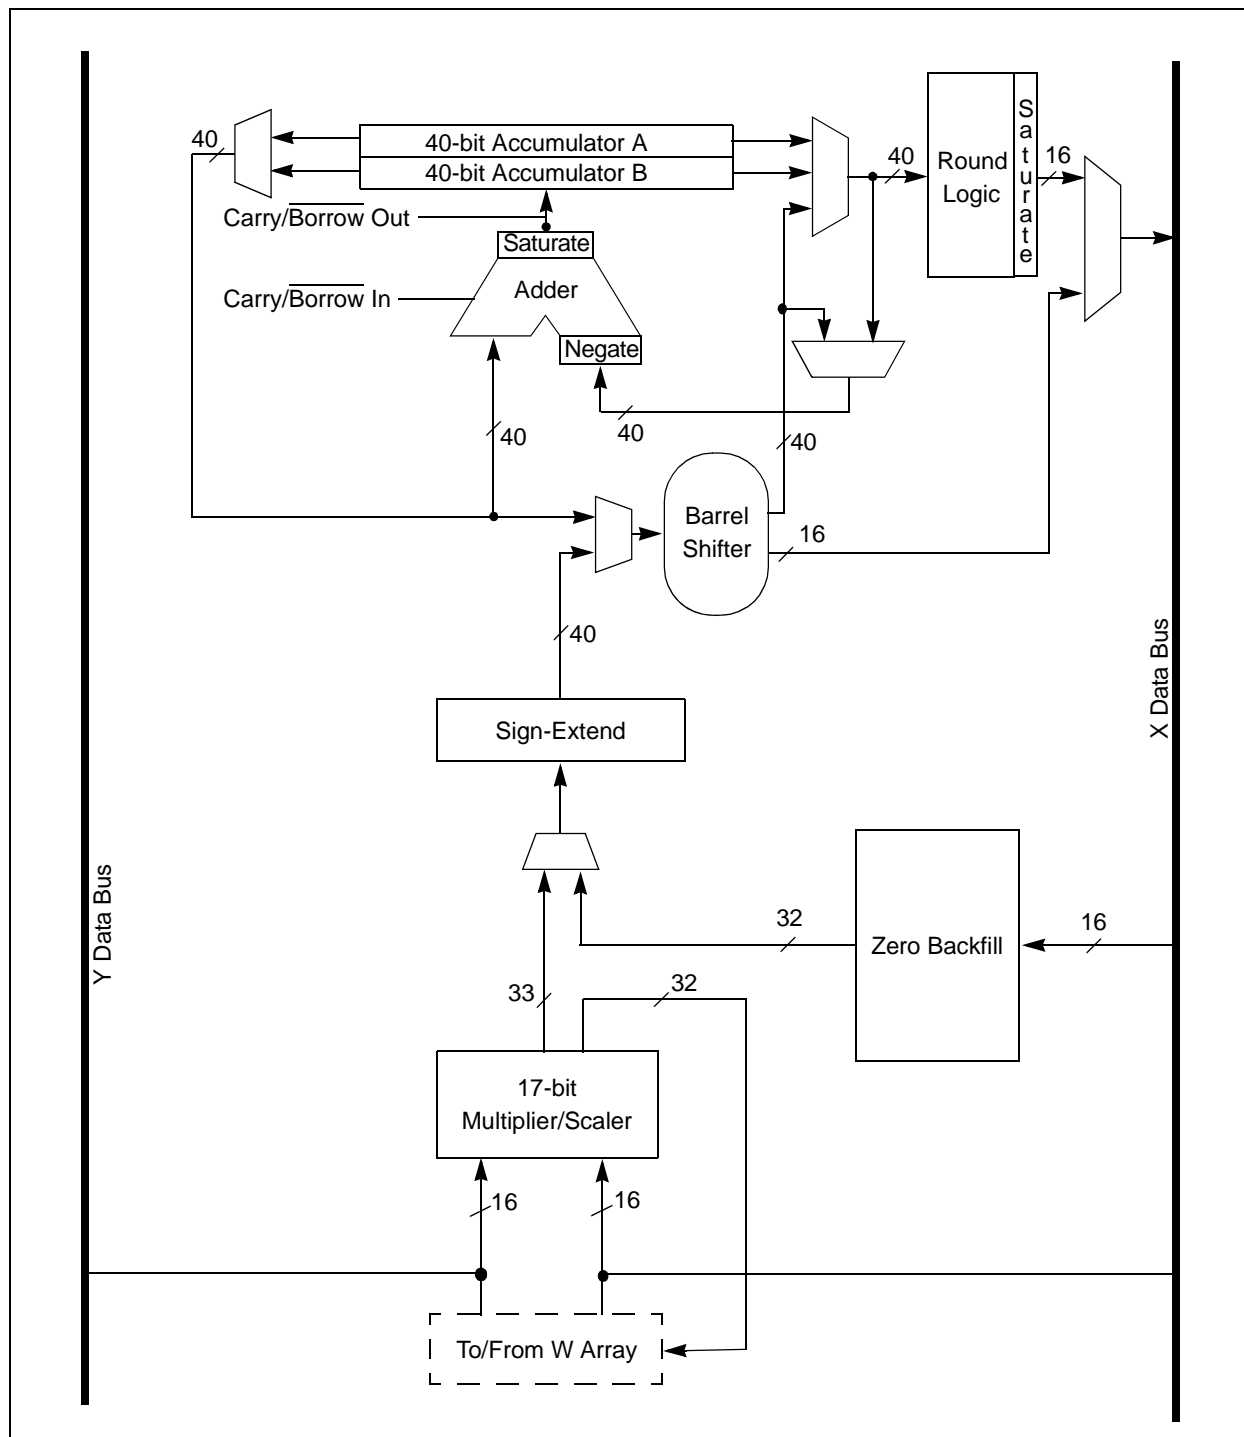 40
40-bit Accumulator A
40-bit Accumulator B
Carry/Borrow Out
Carry/Borrow In
Saturate
Adder
Negate
40
Round
Logic
Saturate
16
40
40
40
Barrel
Shifter
16
40
Sign-Extend
X Data Bus
Y Data Bus
33
32
32
Zero Backfill
16
17-bit
Multiplier/Scaler
16
16
To/From W Array